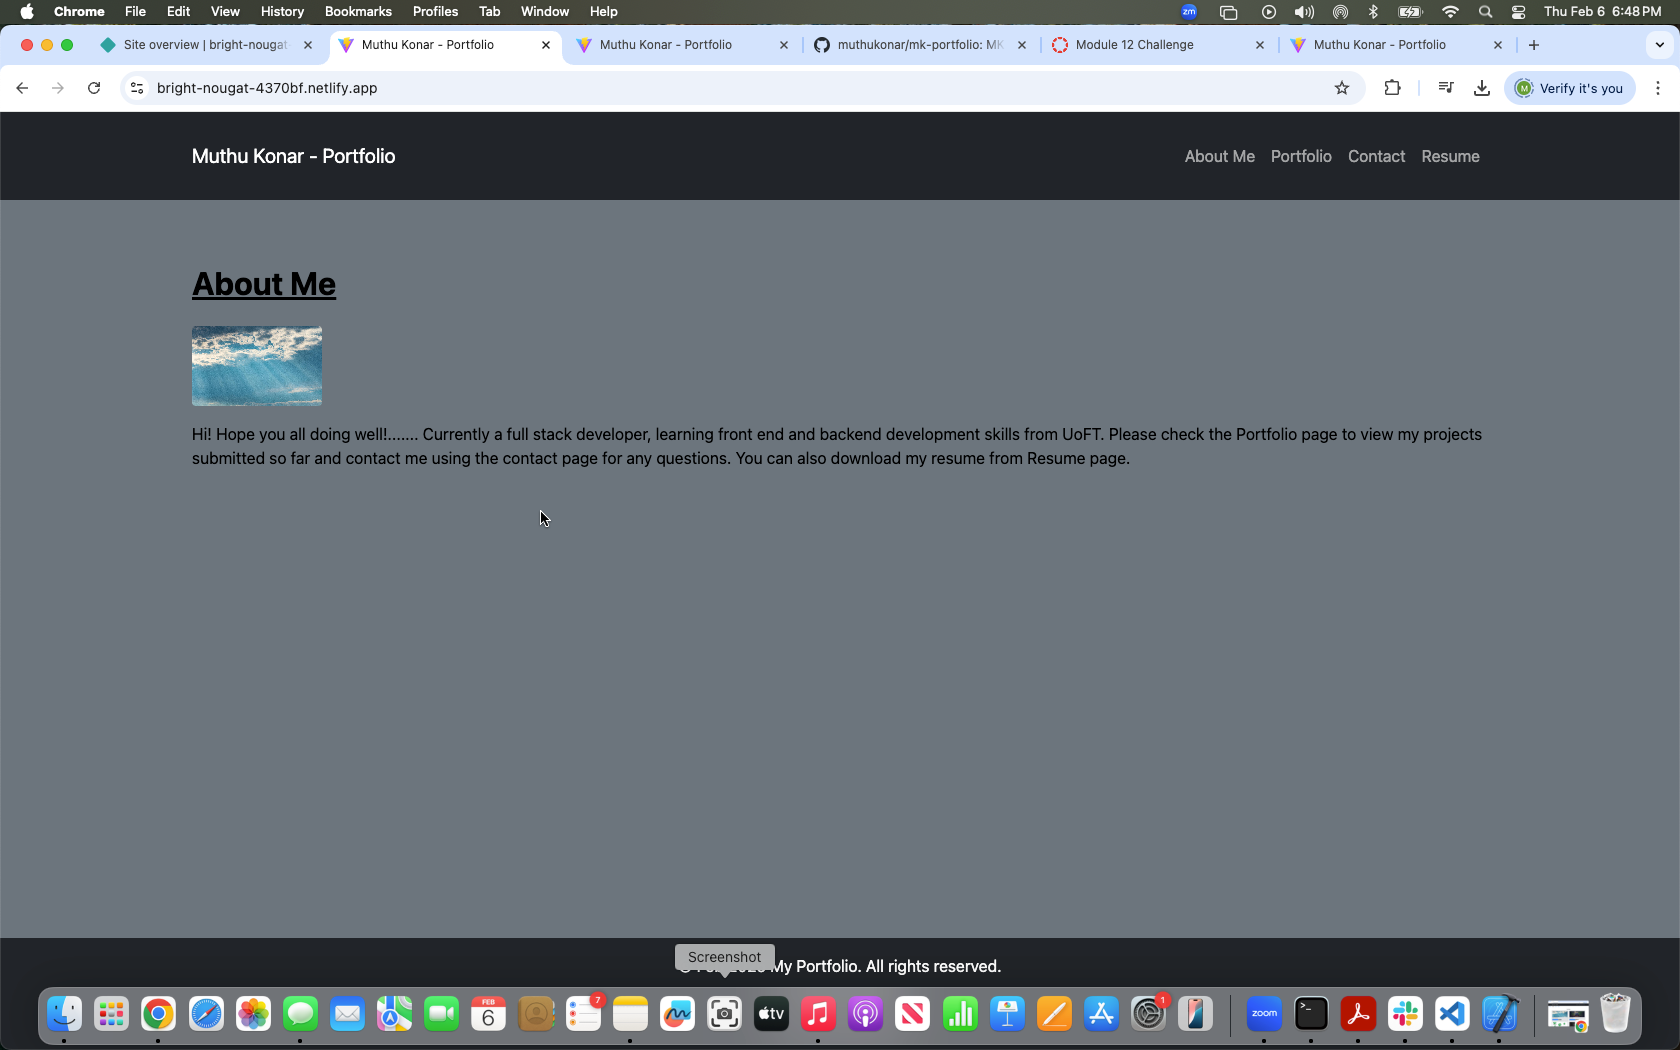 Chrome File Edit View History Bookmarks Profiles Tab Window Help zm Thu Feb 6 6:48 PM
Site overview | bright-nougat Muthu Konar - Portfolio Muthu Konar - Portfolio muthukonar/mk-portfolio: MK Module 12 Challenge Muthu Konar - Portfolio
bright-nougat-4370bf.netlify.app M Verify it's you
Muthu Konar - Portfolio About Me Portfolio Contact Resume
About Me
Hi! Hope you all doing well!....... Currently a full stack developer, learning front end and backend development skills from UoFT. Please check the Portfolio page to view my projects
submitted so far and contact me using the contact page for any questions. You can also download my resume from Resume page.
Screenshot
My Portfolio. All rights reserved.
FEB 7 tv 1 zoom >_
6